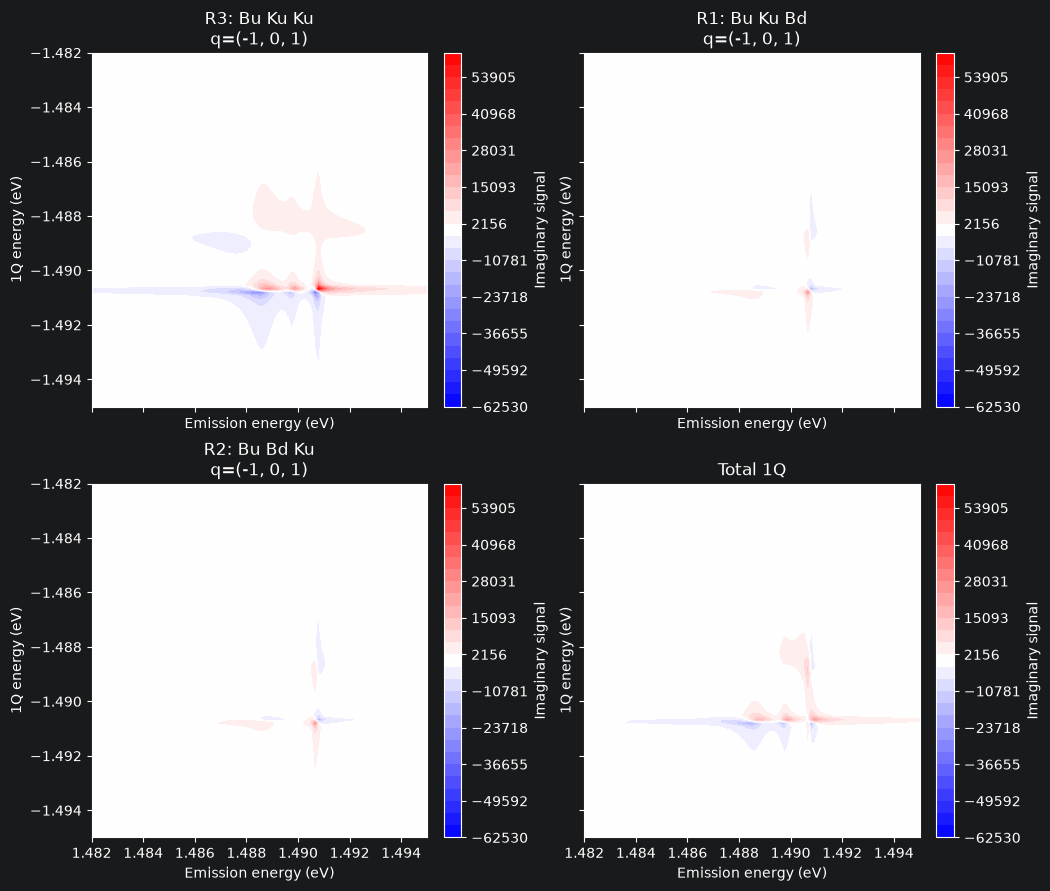 R3: Bu Ku Ku
q=(-1, 0, 1)
−1.482
−1.484
−1.486
−1.488
−1.490
−1.492
−1.494
1Q energy (eV)
Emission energy (eV)
53905
40968
28031
15093
2156
−10781
−23718
−36655
−49592
−62530
Imaginary signal
R1: Bu Ku Bd
q=(-1, 0, 1)
1Q energy (eV)
Emission energy (eV)
53905
40968
28031
15093
2156
−10781
−23718
−36655
−49592
−62530
Imaginary signal
R2: Bu Bd Ku
q=(-1, 0, 1)
−1.482
−1.484
−1.486
−1.488
−1.490
−1.492
−1.494
1Q energy (eV)
1.482 1.484 1.486 1.488 1.490 1.492 1.494
Emission energy (eV)
53905
40968
28031
15093
2156
−10781
−23718
−36655
−49592
−62530
Imaginary signal
Total 1Q
1Q energy (eV)
1.482 1.484 1.486 1.488 1.490 1.492 1.494
Emission energy (eV)
53905
40968
28031
15093
2156
−10781
−23718
−36655
−49592
−62530
Imaginary signal